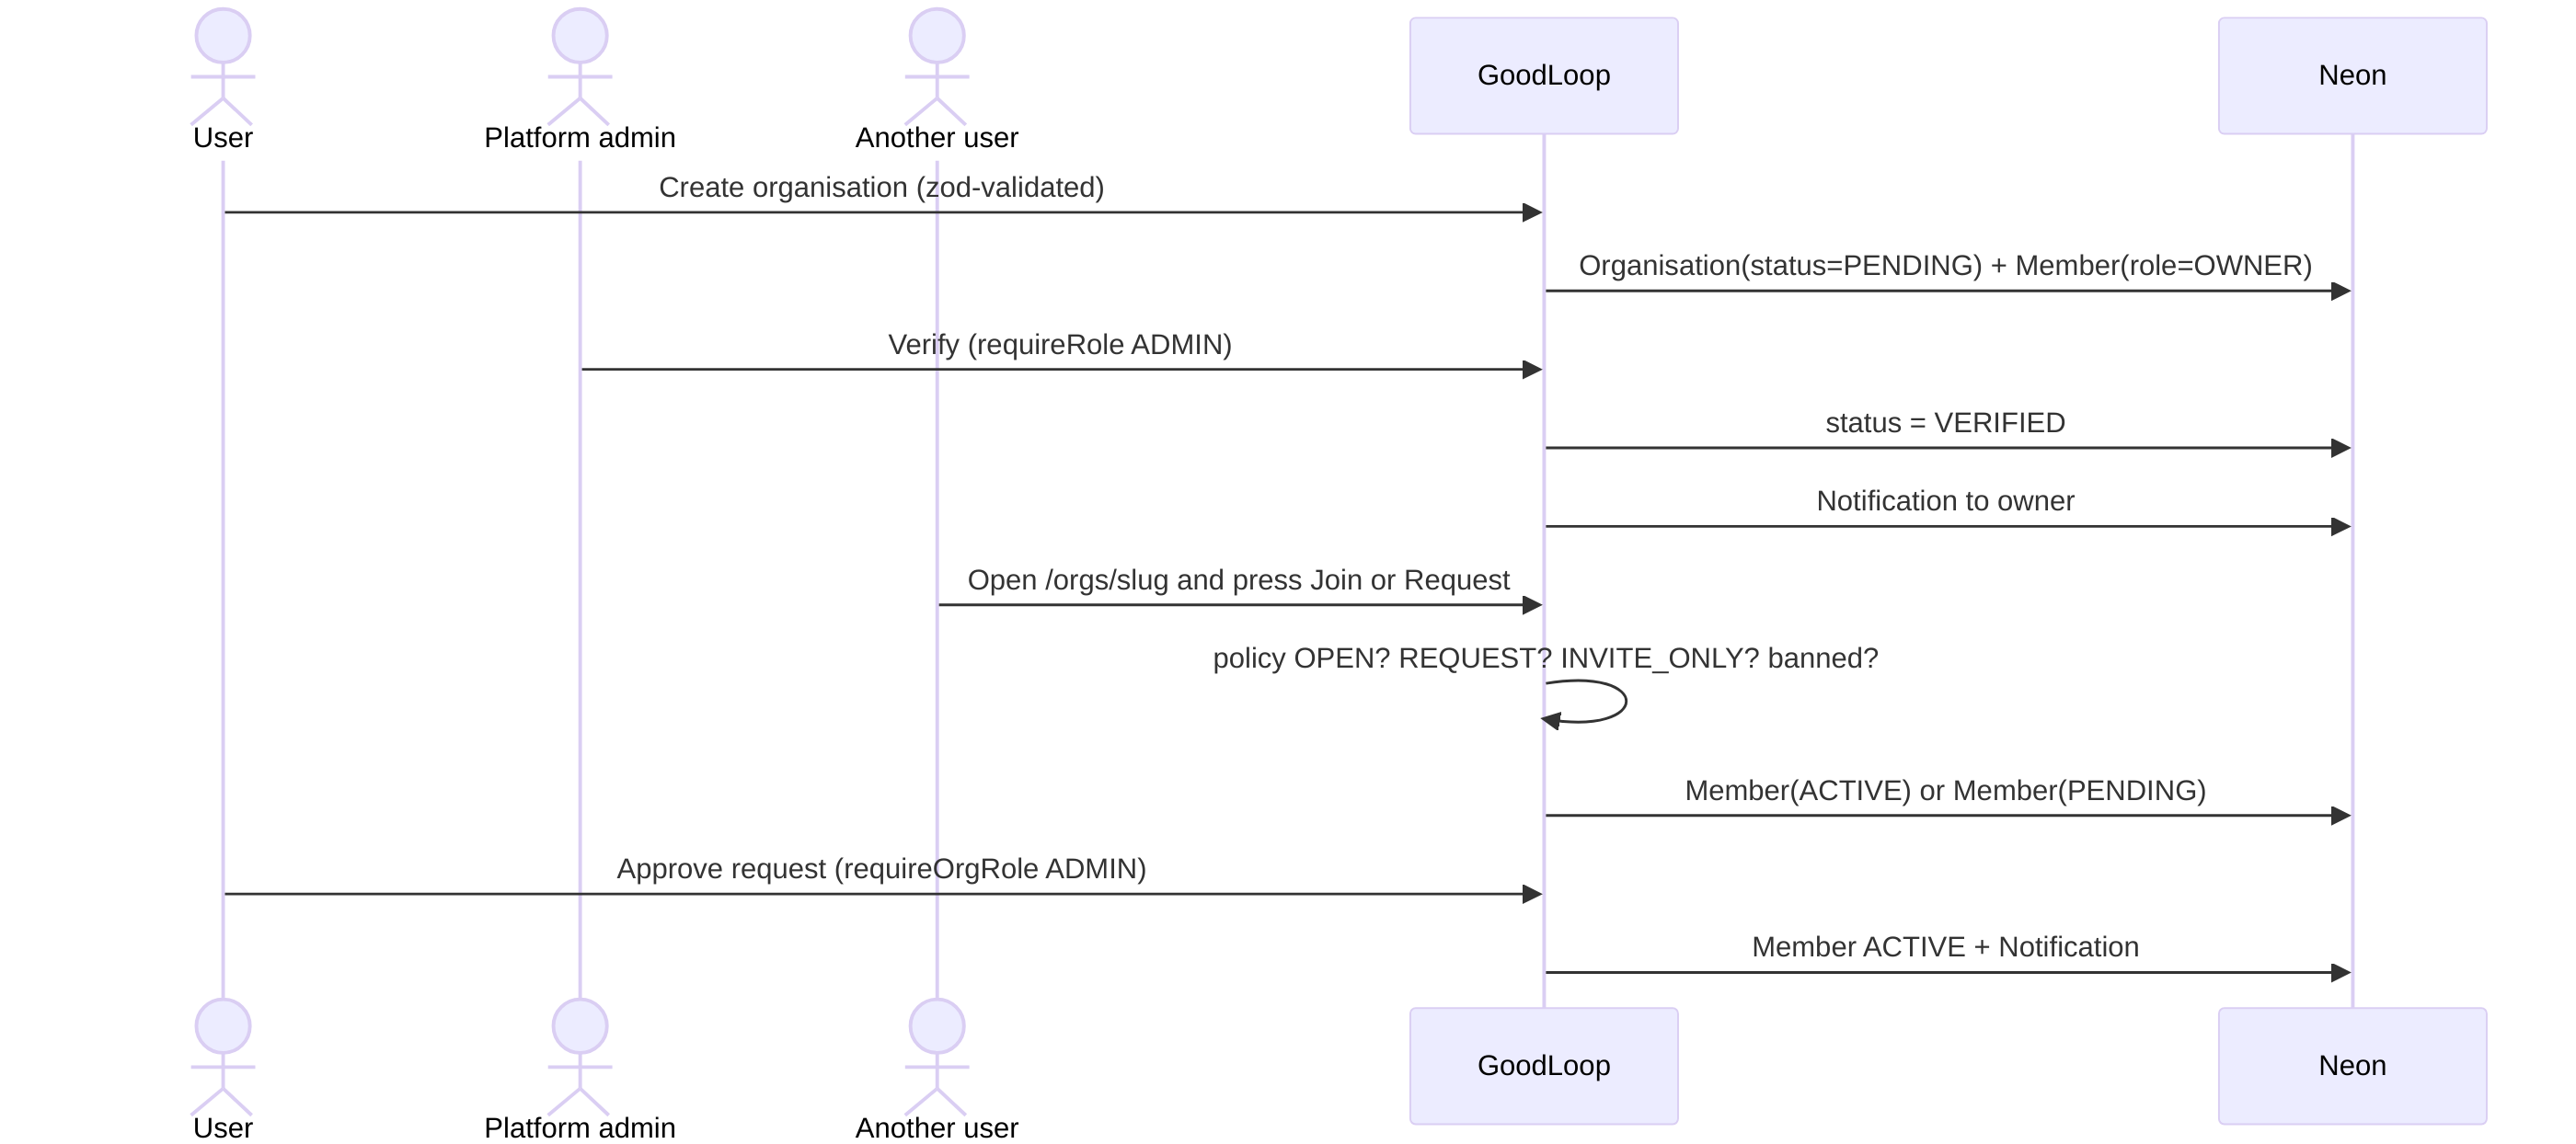 User
Platform admin
Another user
GoodLoop
Neon
Create organisation (zod-validated)
Organisation(status=PENDING) + Member(role=OWNER)
Verify (requireRole ADMIN)
status = VERIFIED
Notification to owner
Open /orgs/slug and press Join or Request
policy OPEN? REQUEST? INVITE_ONLY? banned?
Member(ACTIVE) or Member(PENDING)
Approve request (requireOrgRole ADMIN)
Member ACTIVE + Notification
User
Platform admin
Another user
GoodLoop
Neon